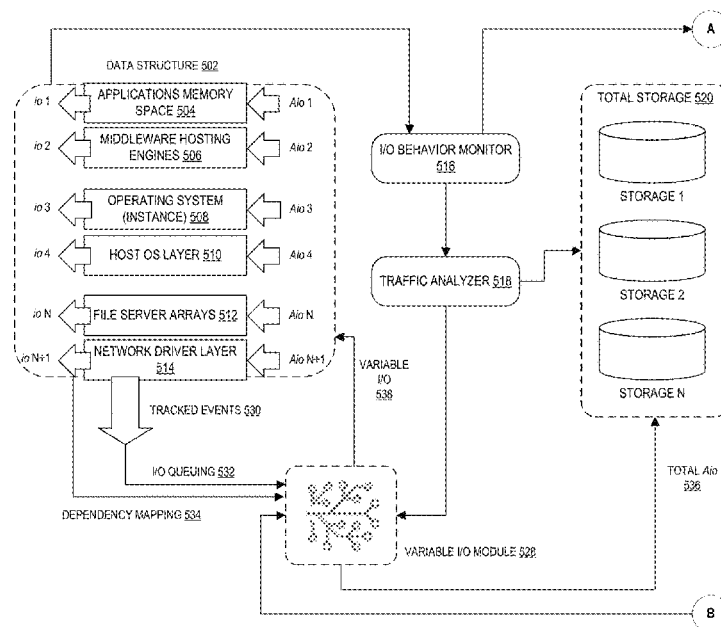 A
DATA STRUCTURE 502
TOTAL STORAGE 520
io 1
APPLICATIONS MEMORY
SPACE 504
Aio 1
io 2
MIDDLEWARE HOSTING
ENGINES 506
Aio 2
I/O BEHAVIOR MONITOR
516
STORAGE 1
io 3
OPERATING SYSTEM
(INSTANCE) 508
Aio 3
io 4
HOST OS LAYER 510
Aio 4
TRAFFIC ANALYZER 518
STORAGE 2
io N
FILE SERVER ARRAYS 512
Aio N
io N+1
NETWORK DRIVER LAYER
514
Aio N+1
VARIABLE
I/O
538
STORAGE N
TRACKED EVENTS 530
I/O QUEUING 532
TOTAL Aio
536
DEPENDENCY MAPPING 534
VARIABLE I/O MODULE 528
B